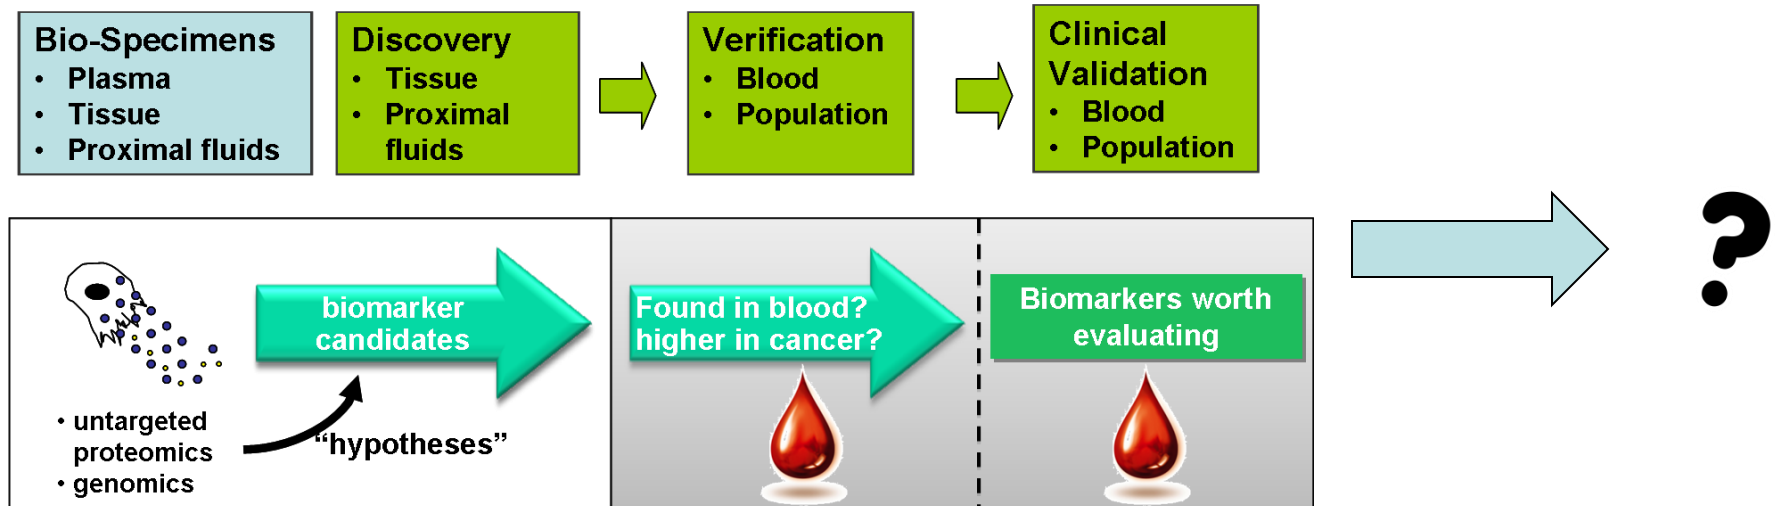 Bio-Specimens
• Plasma
• Tissue
• Proximal fluids
Discovery
• Tissue
• Proximal
fluids
Verification
• Blood
• Population
Clinical
Validation
• Blood
• Population
biomarker
candidates
• untargeted
proteomics
• genomics
“hypotheses”
Found in blood?
higher in cancer?
Biomarkers worth
evaluating
?